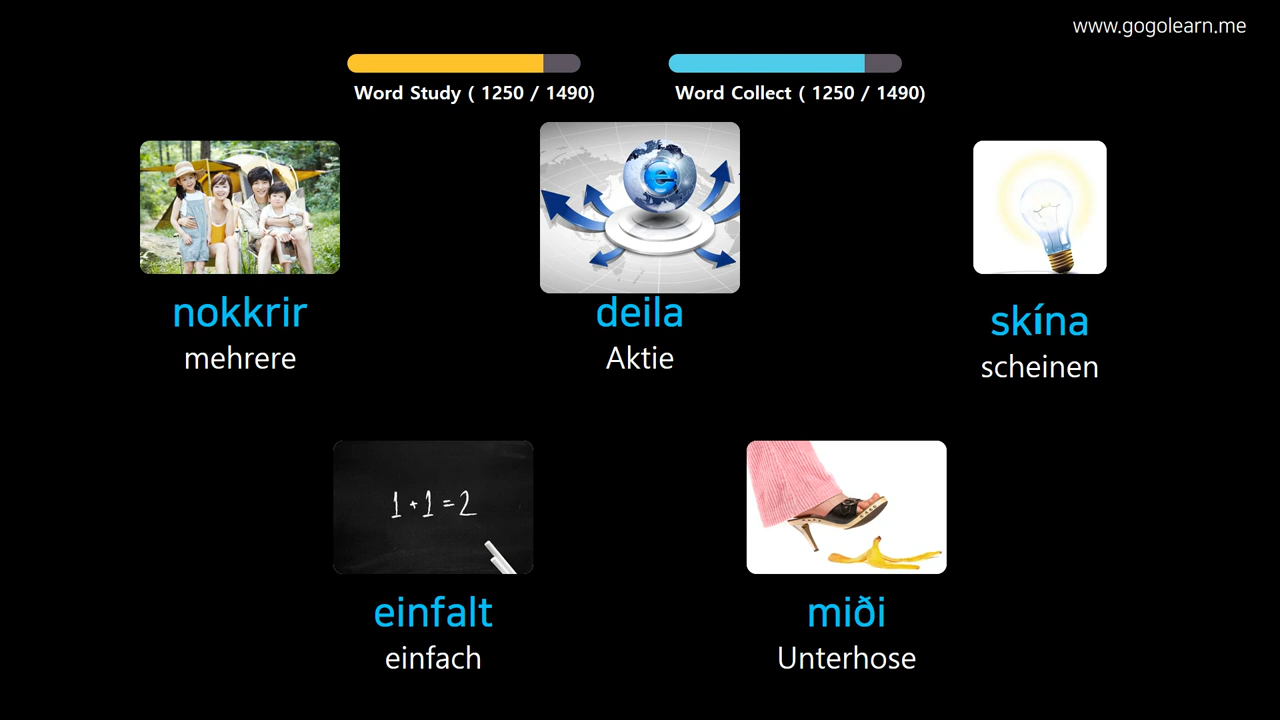 www.gogolearn.me
Word Study ( 1250 / 1490)
Word Collect ( 1250 / 1490)
e
nokkrir
mehrere
deila
Aktie
skína
scheinen
1 + 1 = 2
einfalt
einfach
miði
Unterhose